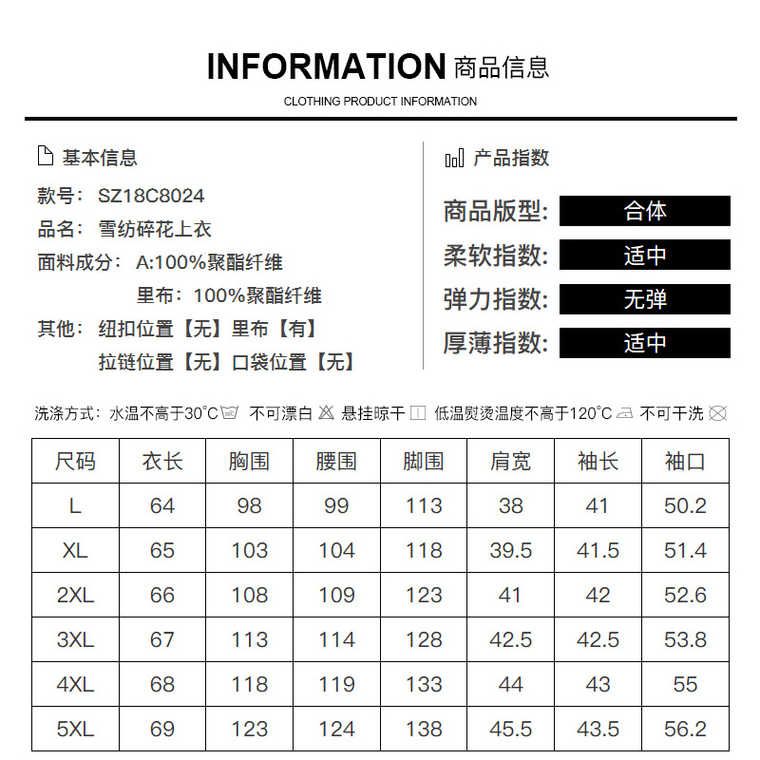 INFORMATION 商品信息
CLOTHING PRODUCT INFORMATION
基本信息
款号： SZ18C8024
品名： 雪纺碎花上衣
面料成分： A:100%聚酯纤维
里布：100%聚酯纤维
其他： 纽扣位置【无】里布【有】
拉链位置【无】口袋位置【无】
产品指数
商品版型: 合体
柔软指数: 适中
弹力指数: 无弹
厚薄指数: 适中
洗涤方式：水温不高于30℃ 不可漂白 悬挂晾干 低温熨烫温度不高于120℃ 不可干洗
尺码 衣长 胸围 腰围 脚围 肩宽 袖长 袖口
L 64 98 99 113 38 41 50.2
XL 65 103 104 118 39.5 41.5 51.4
2XL 66 108 109 123 41 42 52.6
3XL 67 113 114 128 42.5 42.5 53.8
4XL 68 118 119 133 44 43 55
5XL 69 123 124 138 45.5 43.5 56.2